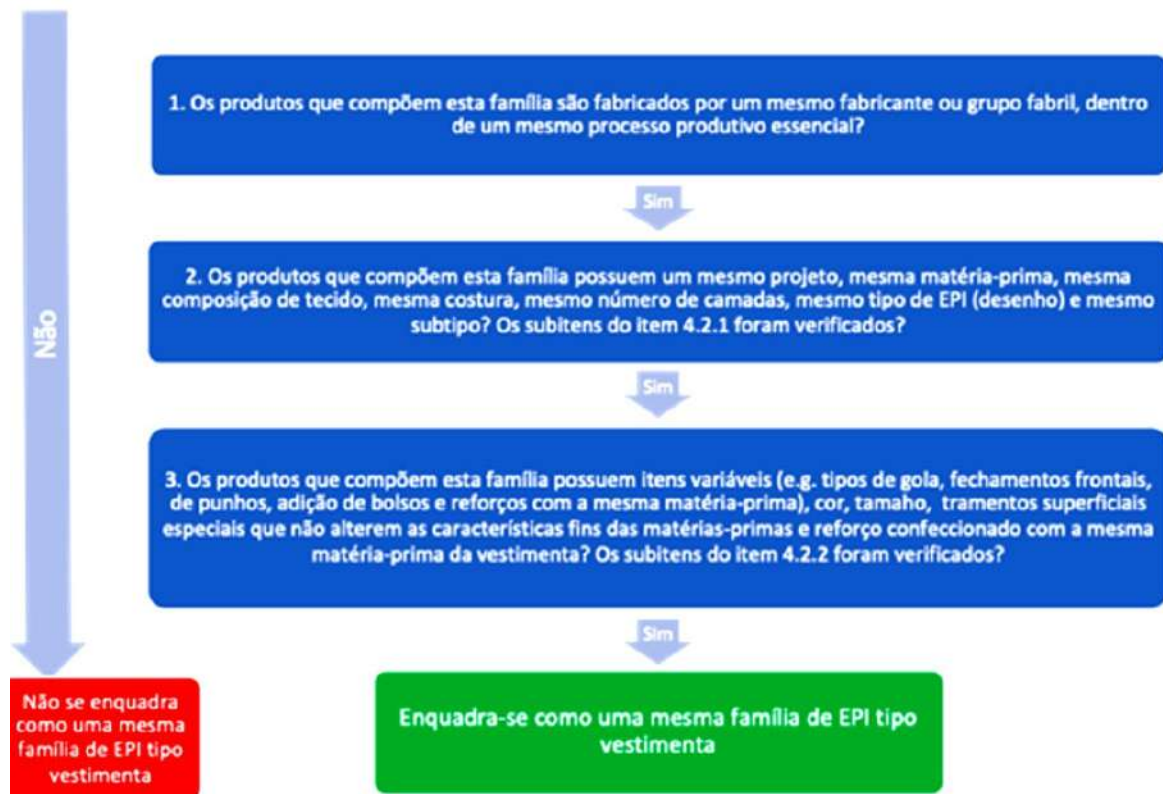 1. Os produtos que compõem esta família são fabricados por um mesmo fabricante ou grupo fabril, dentro
de um mesmo processo produtivo essencial?
Sim
2. Os produtos que compõem esta família possuem um mesmo projeto, mesma matéria-prima, mesma
composição de tecido, mesma costura, mesmo número de camadas, mesmo tipo de EPI (desenho) e mesmo
subtipo? Os subitens do item 4.2.1 foram verificados?
Não
Sim
3. Os produtos que compõem esta família possuem itens variáveis (e.g. tipos de gola, fechamentos frontais,
de punhos, adição de bolsos e reforços com a mesma matéria-prima), cor, tamaho, tramentos superficiais
especiais que não alterem as características fins das matérias-primas e reforço confeccionado com a mesma
matéria-prima da vestimenta? Os subitens do item 4.2.2 foram verificados?
Sim
Não se enquadra
como uma mesma
família de EPI tipo
vestimenta
Enquadra-se como uma mesma família de EPI tipo
vestimenta